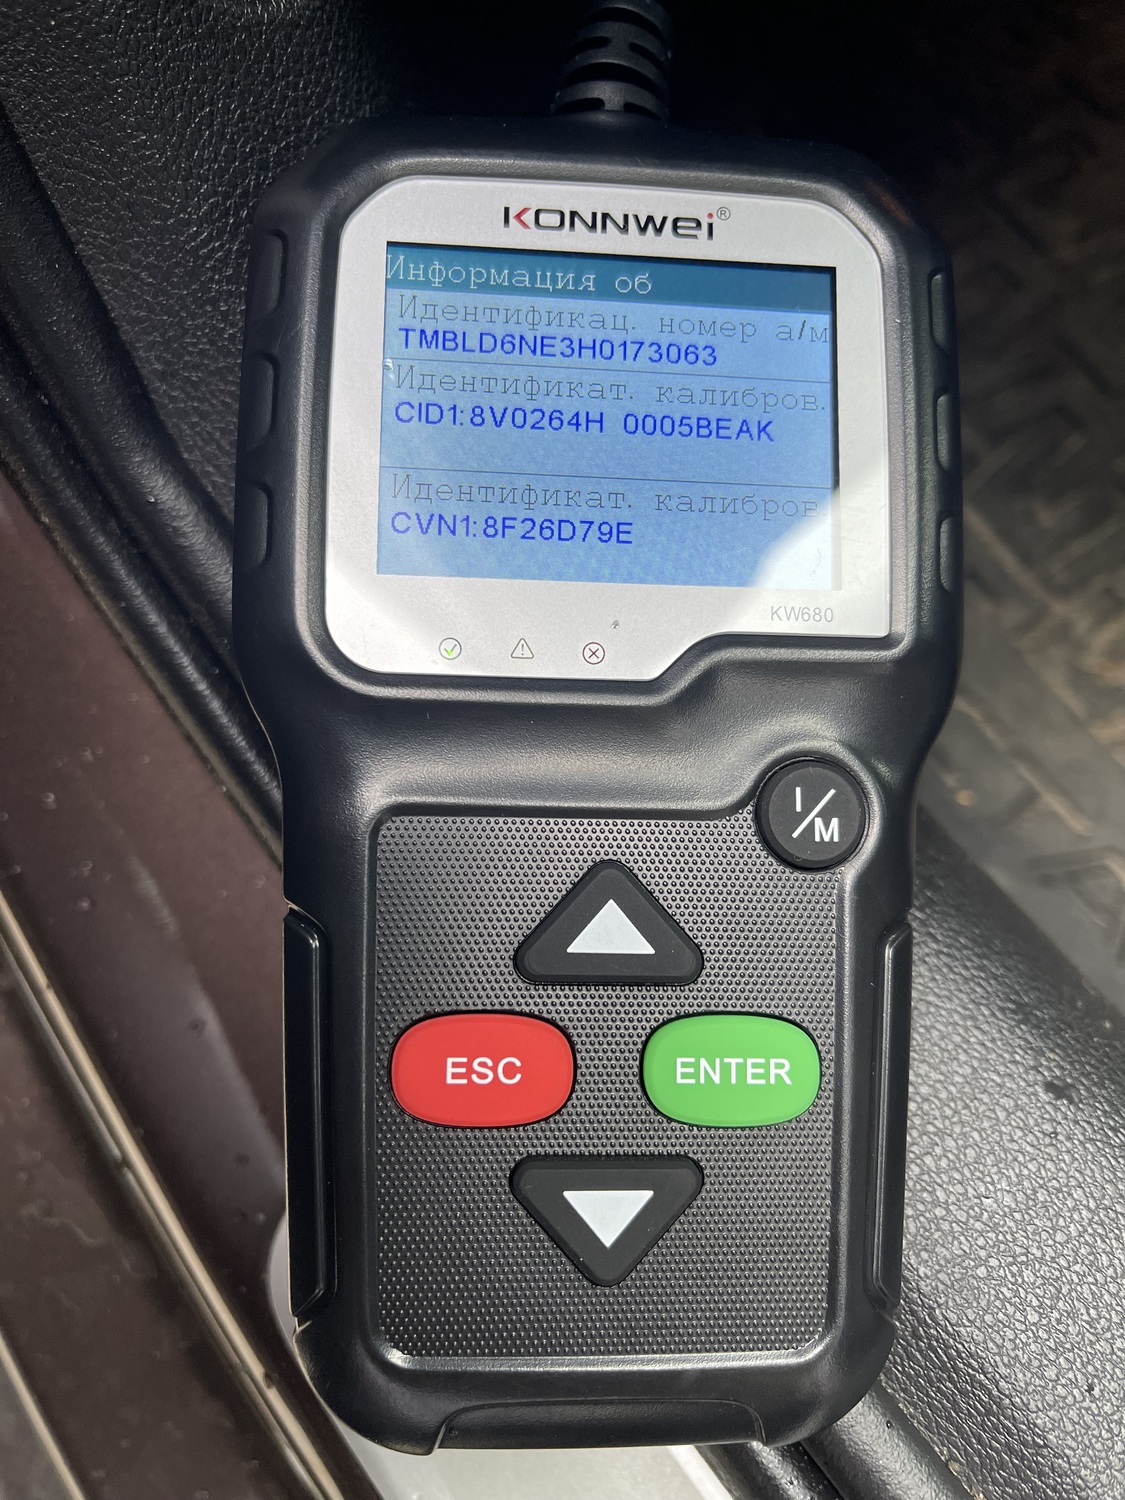 KONNWEI®
Информация об
Идентификац. номер а/м
TMBLD6NE3H0173063
Идентификат. калибров.
CID1:8V0264H 0005BEAK
Идентификат. калибров.
CVN1:8F26D79E
KW680
I/M
ESC
ENTER